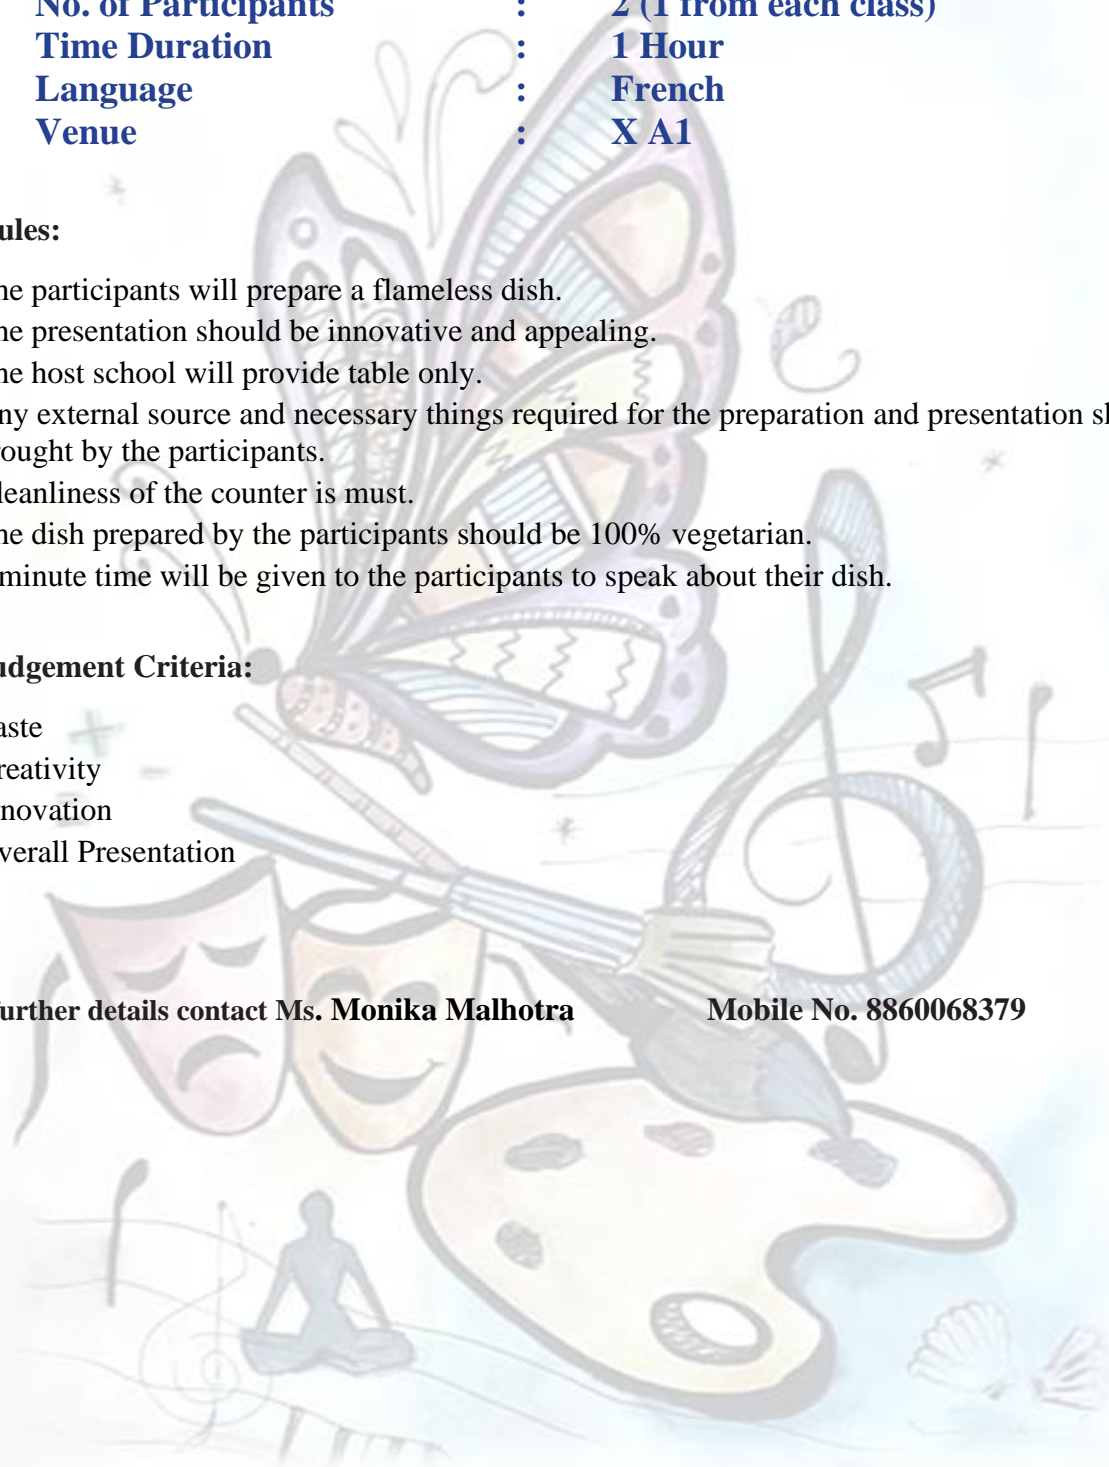 No. of Participants : 2 (1 from each class)
Time Duration : 1 Hour
Language : French
Venue : X A1
ules:
he participants will prepare a flameless dish.
he presentation should be innovative and appealing.
he host school will provide table only.
ny external source and necessary things required for the preparation and presentation sh
rought by the participants.
leanliness of the counter is must.
he dish prepared by the participants should be 100% vegetarian.
minute time will be given to the participants to speak about their dish.
udgement Criteria:
aste
reativity
nnovation
verall Presentation
further details contact Ms. Monika Malhotra Mobile No. 8860068379